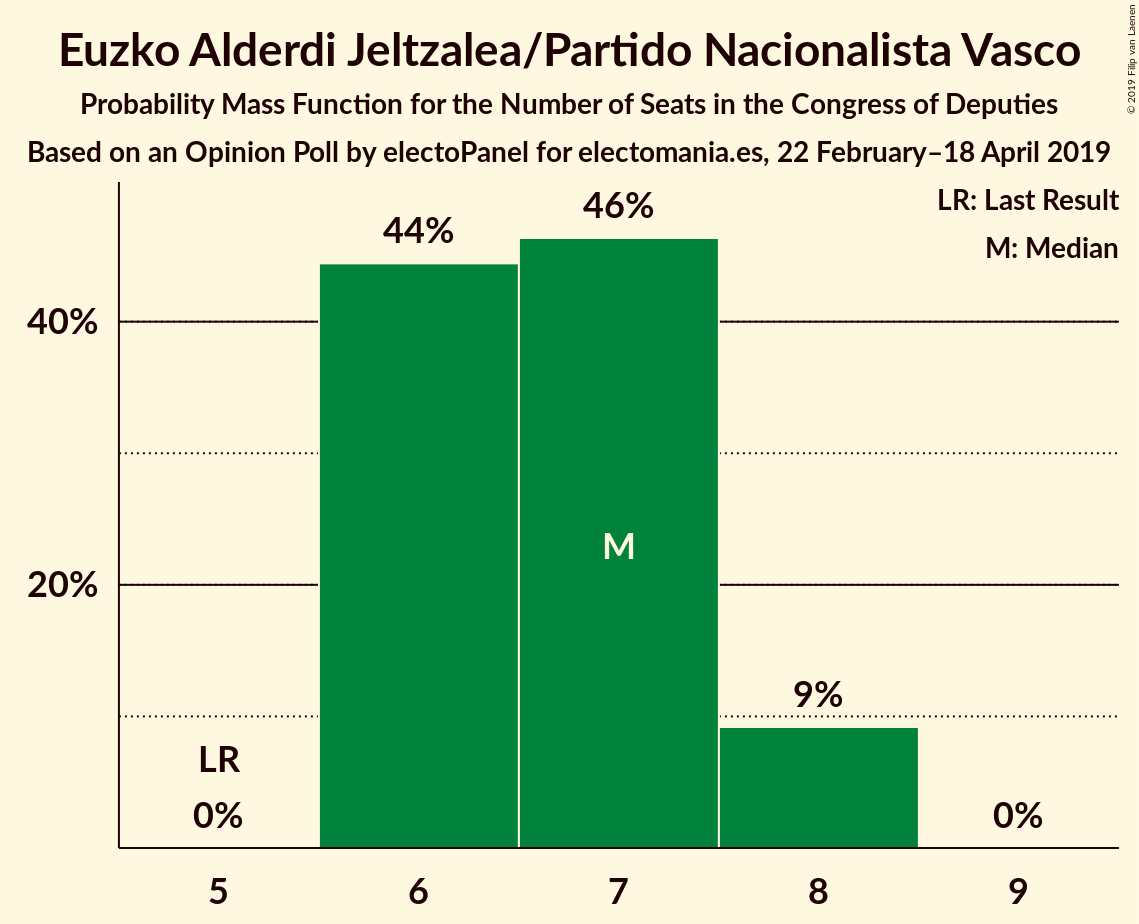 Euzko Alderdi Jeltzalea/Partido Nacionalista Vasco
Probability Mass Function for the Number of Seats in the Congress of Deputies
Based on an Opinion Poll by electoPanel for electomania.es, 22 February–18 April 2019
© 2019 Filip van Laenen
LR: Last Result
M: Median
46%
44%
40%
M
20%
9%
LR
0%
0%
5 6 7 8 9